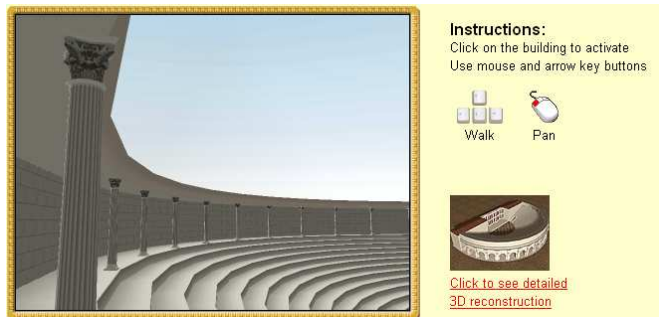 Instructions:
Click on the building to activate
Use mouse and arrow key buttons
Walk Pan
Click to see detailed
3D reconstruction